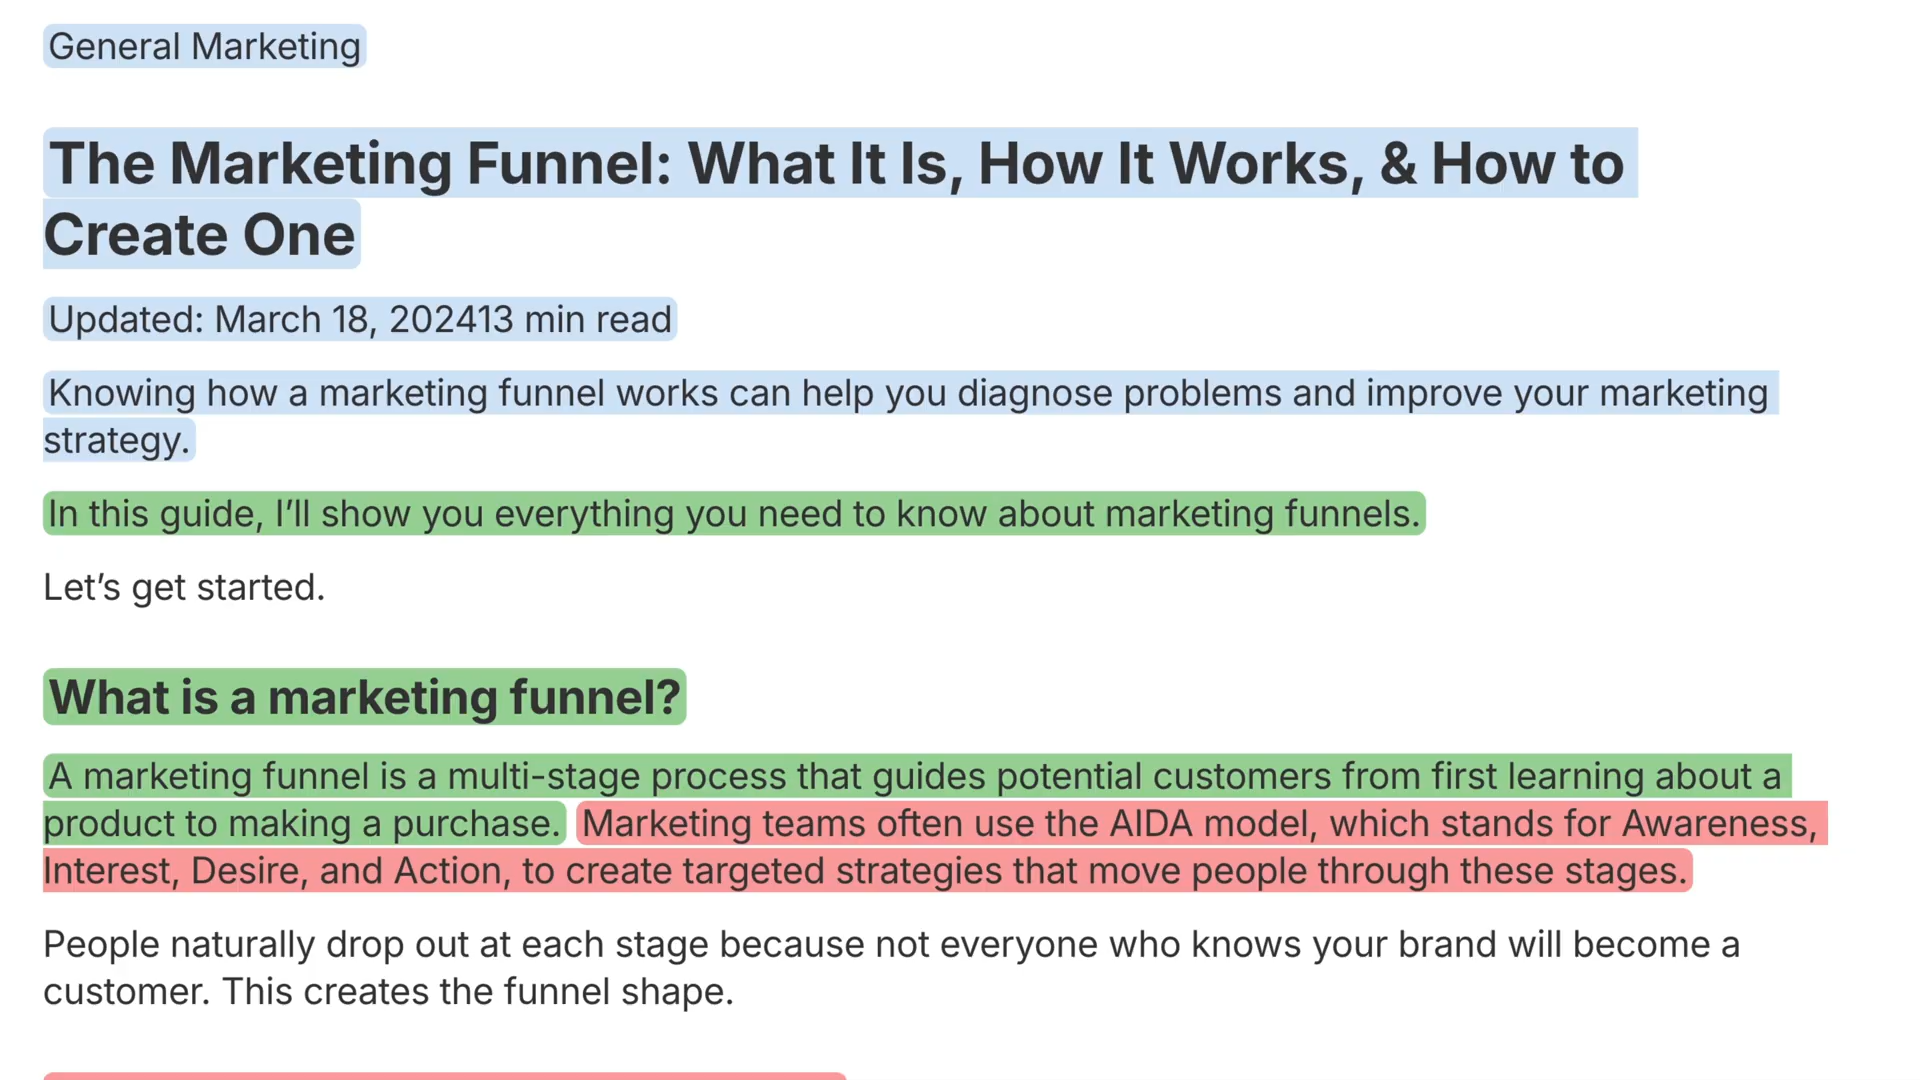 General Marketing
The Marketing Funnel: What It Is, How It Works, & How to
Create One
Updated: March 18, 202413 min read
Knowing how a marketing funnel works can help you diagnose problems and improve your marketing
strategy.
In this guide, I’ll show you everything you need to know about marketing funnels.
Let’s get started.
What is a marketing funnel?
A marketing funnel is a multi-stage process that guides potential customers from first learning about a
product to making a purchase. Marketing teams often use the AIDA model, which stands for Awareness,
Interest, Desire, and Action, to create targeted strategies that move people through these stages.
People naturally drop out at each stage because not everyone who knows your brand will become a
customer. This creates the funnel shape.